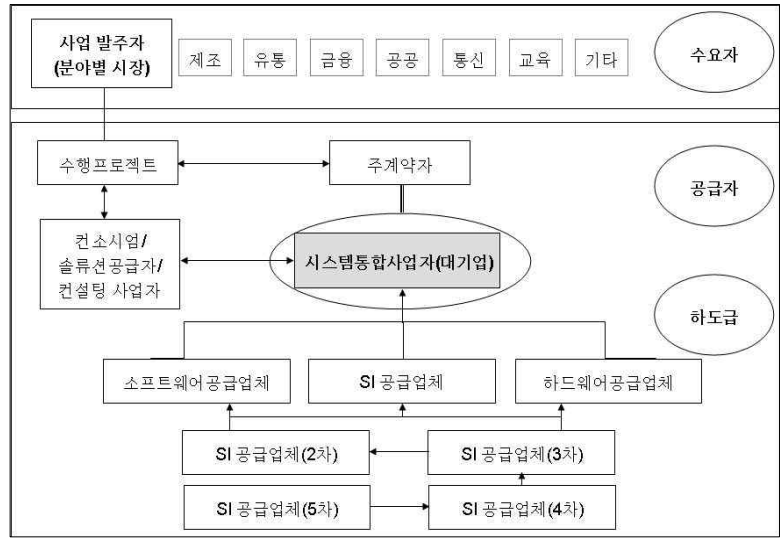 사업 발주자
(분야별 시장)
제조
유통
금융
공공
통신
교육
기타
수요자
수행프로젝트
주계약자
공급자
컨소시엄/
솔류션공급자/
컨설팅 사업자
시스템통합사업자(대기업)
하도급
소프트웨어공급업체
SI 공급업체
하드웨어공급업체
SI 공급업체(2차)
SI 공급업체(3차)
SI 공급업체(5차)
SI 공급업체(4차)